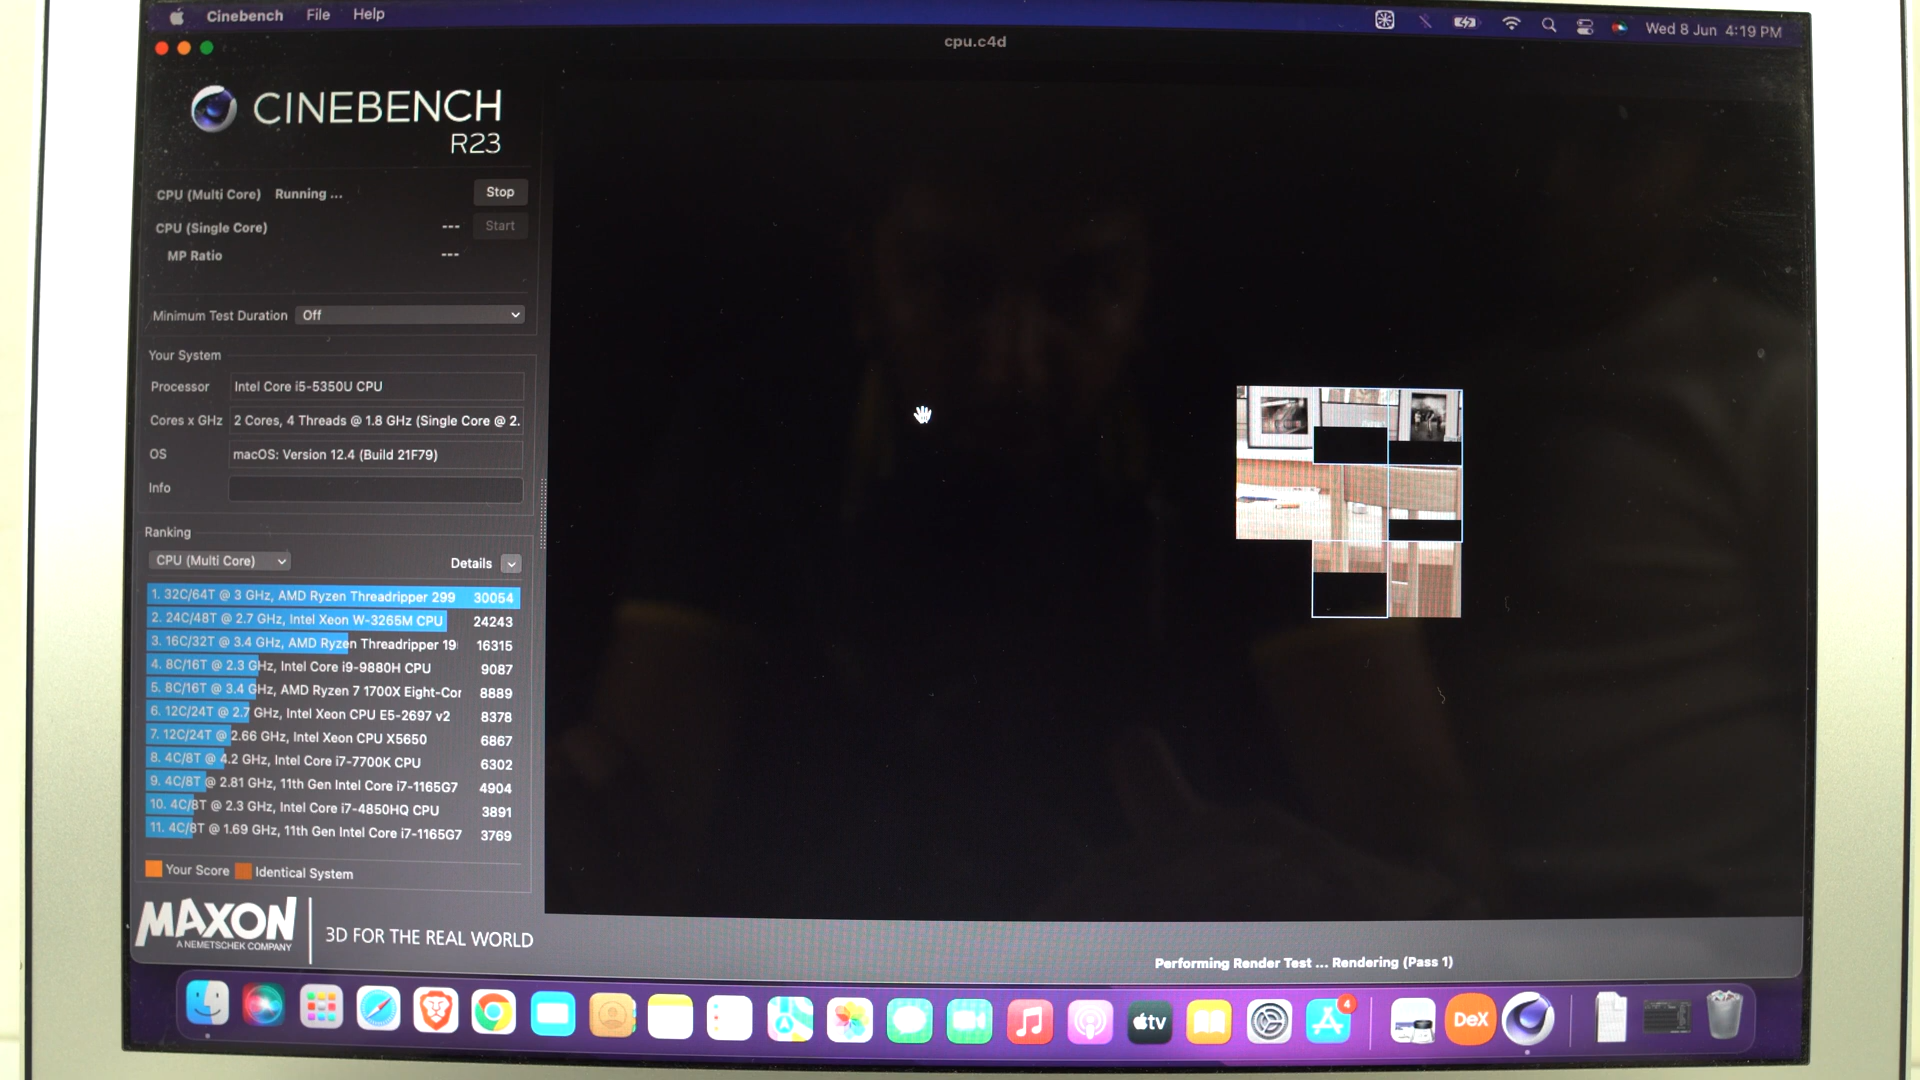 Cinebench File Help
Wed 8 Jun 4:19 PM
cpu.c4d
CINEBENCH
R23
CPU (Multi Core) Running ... Stop
CPU (Single Core) --- Start
MP Ratio ---
Minimum Test Duration Off
Your System
Processor Intel Core i5-5350U CPU
Cores x GHz 2 Cores, 4 Threads @ 1.8 GHz (Single Core @ 2.
OS macOS: Version 12.4 (Build 21F79)
Info
Ranking
CPU (Multi Core) Details
1. 32C/64T @ 3 GHz, AMD Ryzen Threadripper 299 30054
2. 24C/48T @ 2.7 GHz, Intel Xeon W-3265M CPU 24243
3. 16C/32T @ 3.4 GHz, AMD Ryzen Threadripper 19 16315
4. 8C/16T @ 2.3 GHz, Intel Core i9-9880H CPU 9087
5. 8C/16T @ 3.4 GHz, AMD Ryzen 7 1700X Eight-Cor 8889
6. 12C/24T @ 2.7 GHz, Intel Xeon CPU E5-2697 v2 8378
7. 12C/24T @ 2.66 GHz, Intel Xeon CPU X5650 6867
8. 4C/8T @ 4.2 GHz, Intel Core i7-7700K CPU 6302
9. 4C/8T @ 2.81 GHz, 11th Gen Intel Core i7-1165G7 4904
10. 4C/8T @ 2.3 GHz, Intel Core i7-4850HQ CPU 3891
11. 4C/8T @ 1.69 GHz, 11th Gen Intel Core i7-1165G7 3769
Your Score Identical System
MAXON
A NEMETSCHEK COMPANY
3D FOR THE REAL WORLD
Performing Render Test ... Rendering (Pass 1)
tv
4
DeX